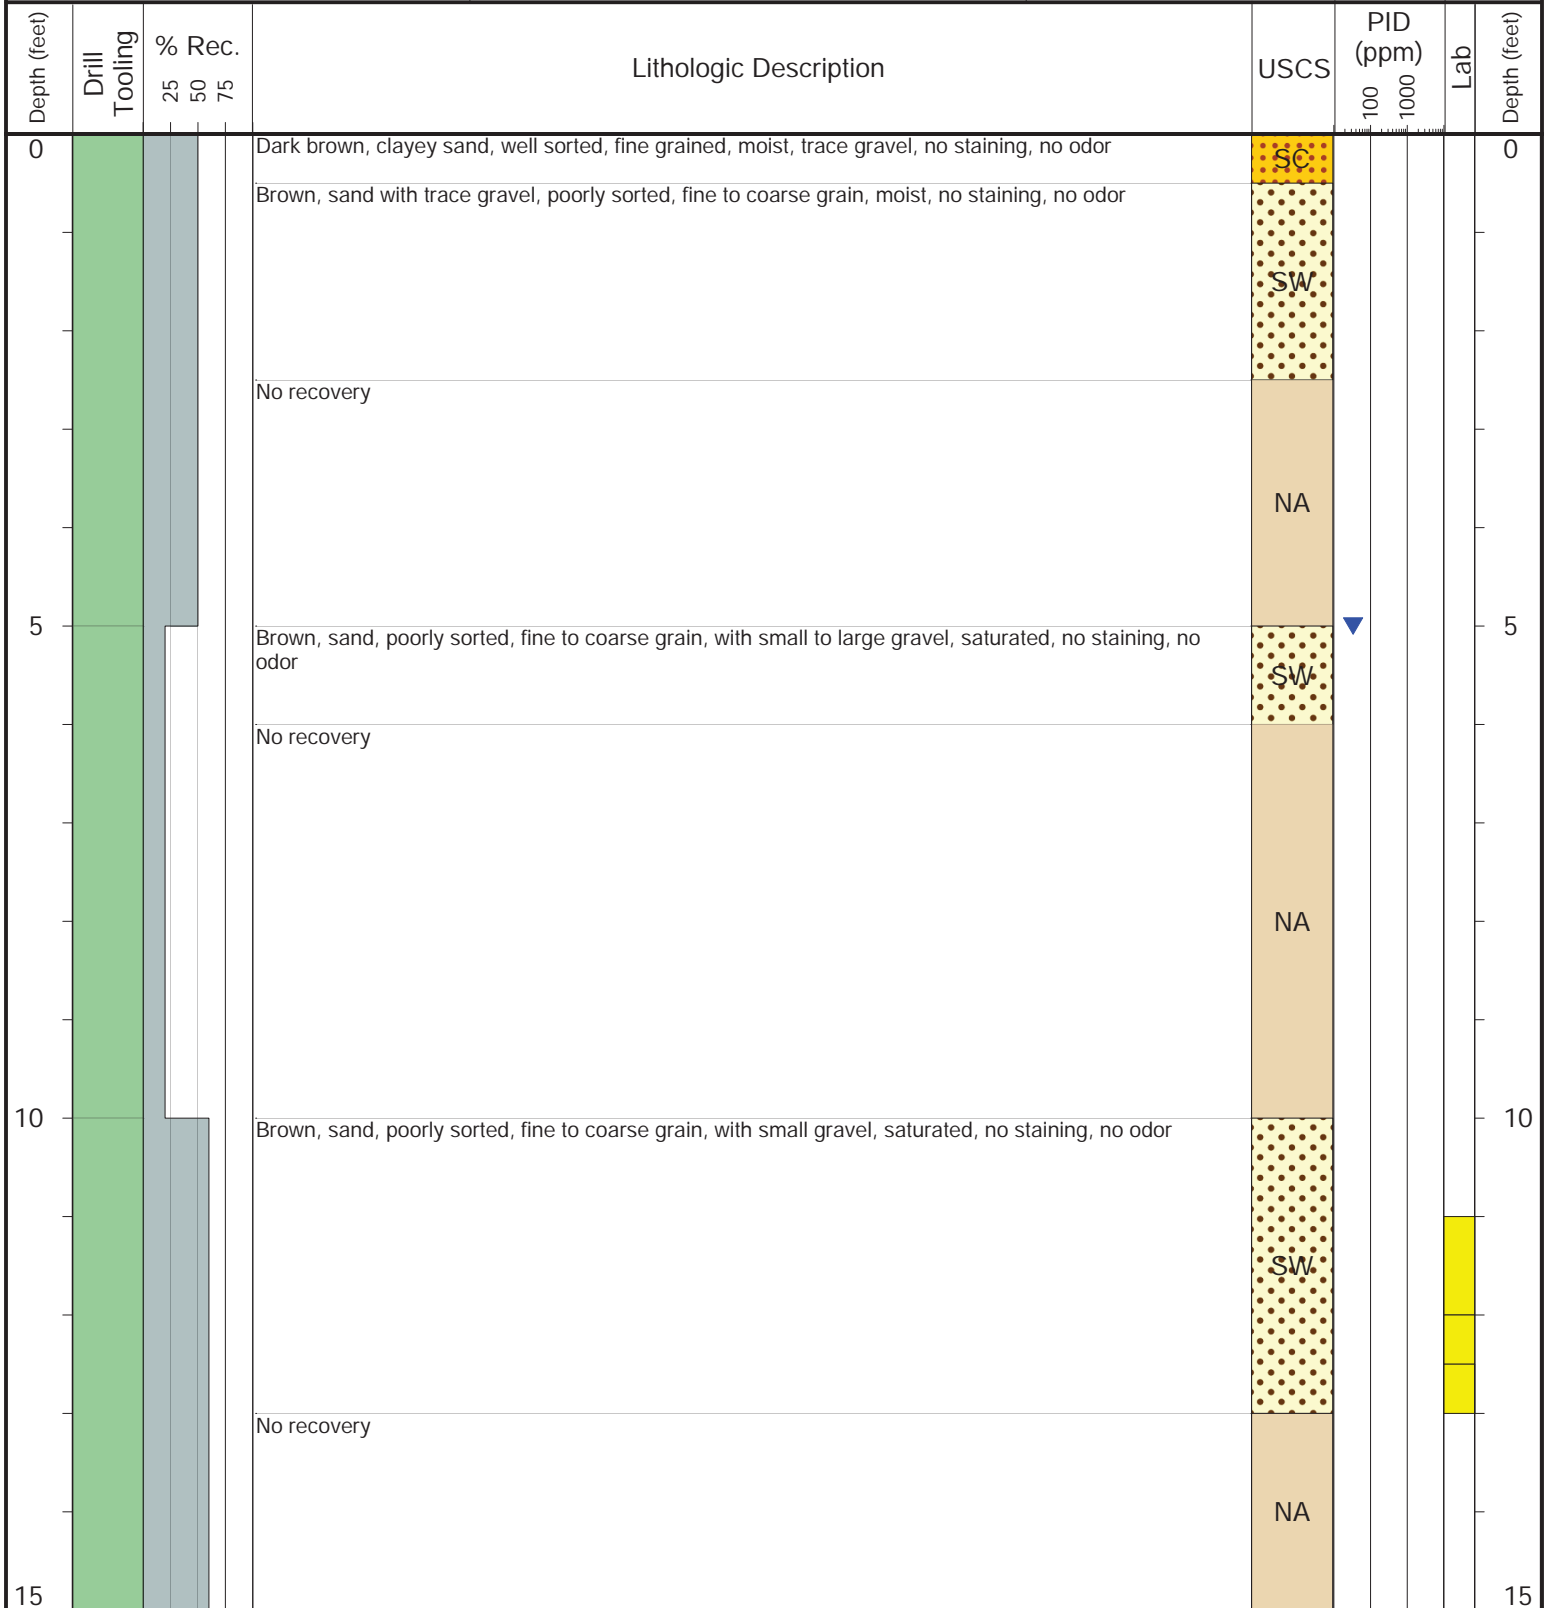 Depth (feet)
Drill
Tooling
% Rec.
25 50 75
Lithologic Description
USCS
PID
(ppm)
100 1000
Lab
Depth (feet)
0
Dark brown, clayey sand, well sorted, fine grained, moist, trace gravel, no staining, no odor
SC
0
Brown, sand with trace gravel, poorly sorted, fine to coarse grain, moist, no staining, no odor
SW
No recovery
NA
5
Brown, sand, poorly sorted, fine to coarse grain, with small to large gravel, saturated, no staining, no
odor
SW
5
No recovery
NA
10
Brown, sand, poorly sorted, fine to coarse grain, with small gravel, saturated, no staining, no odor
10
SW
No recovery
NA
15
15